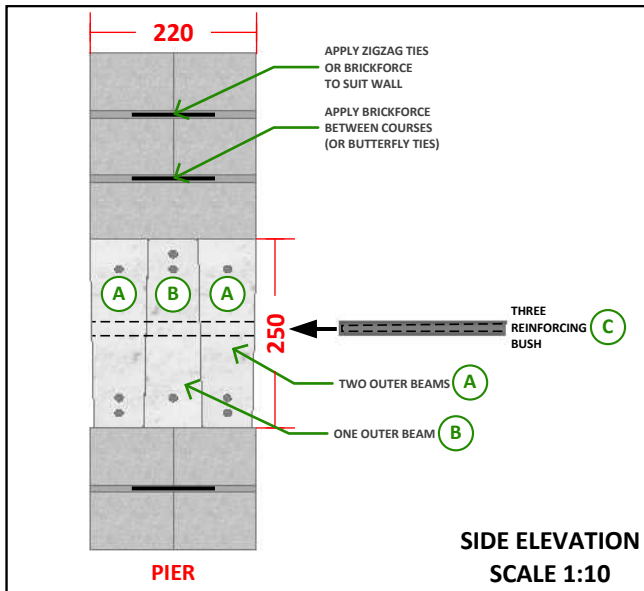 220
APPLY ZIGZAG TIES
OR BRICKFORCE
TO SUIT WALL
APPLY BRICKFORCE
BETWEEN COURSES
(OR BUTTERFLY TIES)
A
B
A
250
THREE
REINFORCING
BUSH
C
TWO OUTER BEAMS A
ONE OUTER BEAM B
PIER
SIDE ELEVATION
SCALE 1:10